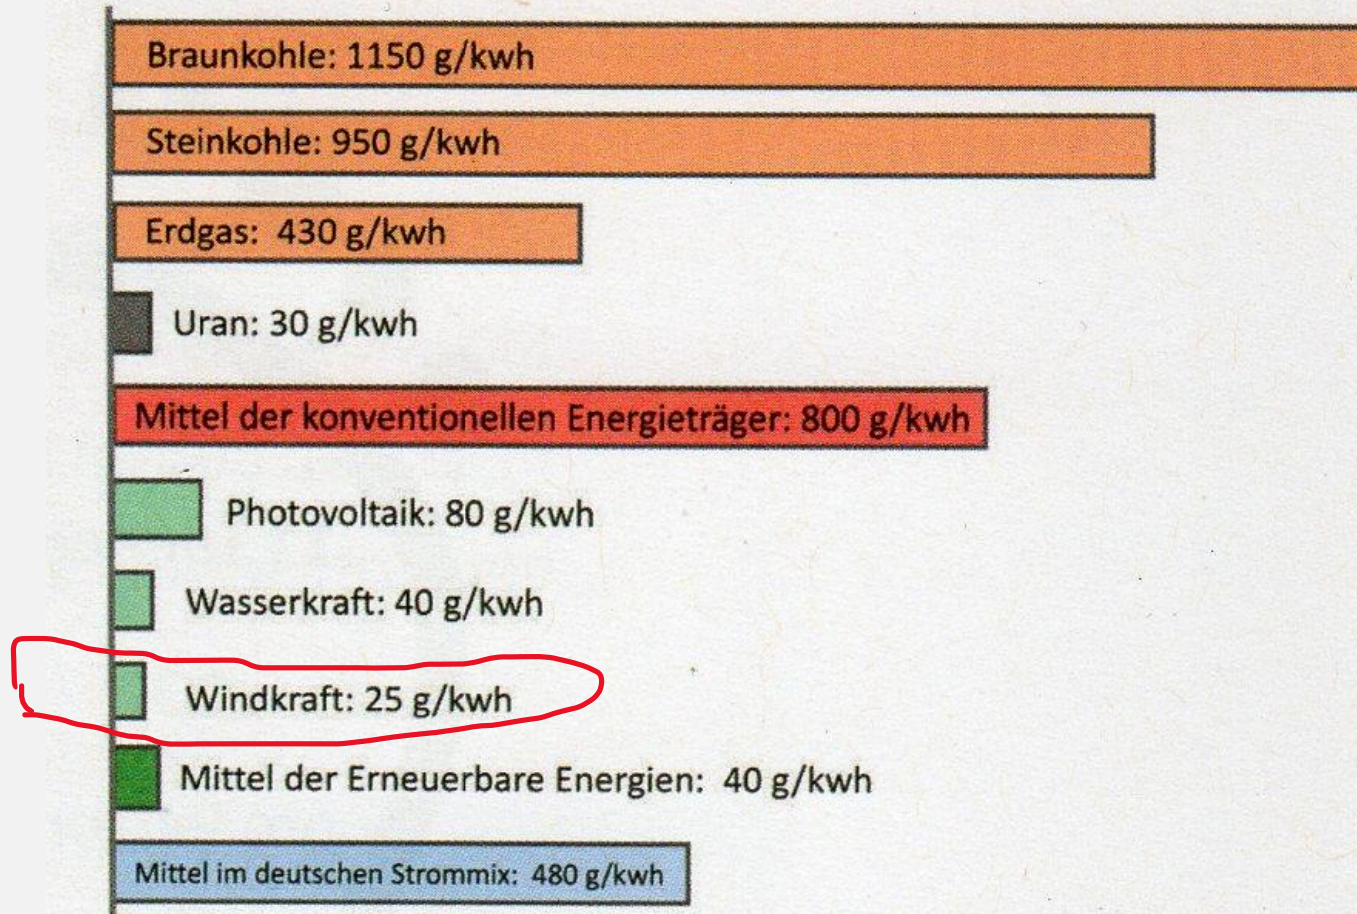 Braunkohle: 1150 g/kwh
Steinkohle: 950 g/kwh
Erdgas: 430 g/kwh
Uran: 30 g/kwh
Mittel der konventionellen Energieträger: 800 g/kwh
Photovoltaik: 80 g/kwh
Wasserkraft: 40 g/kwh
Windkraft: 25 g/kwh
Mittel der Erneuerbare Energien: 40 g/kwh
Mittel im deutschen Strommix: 480 g/kwh